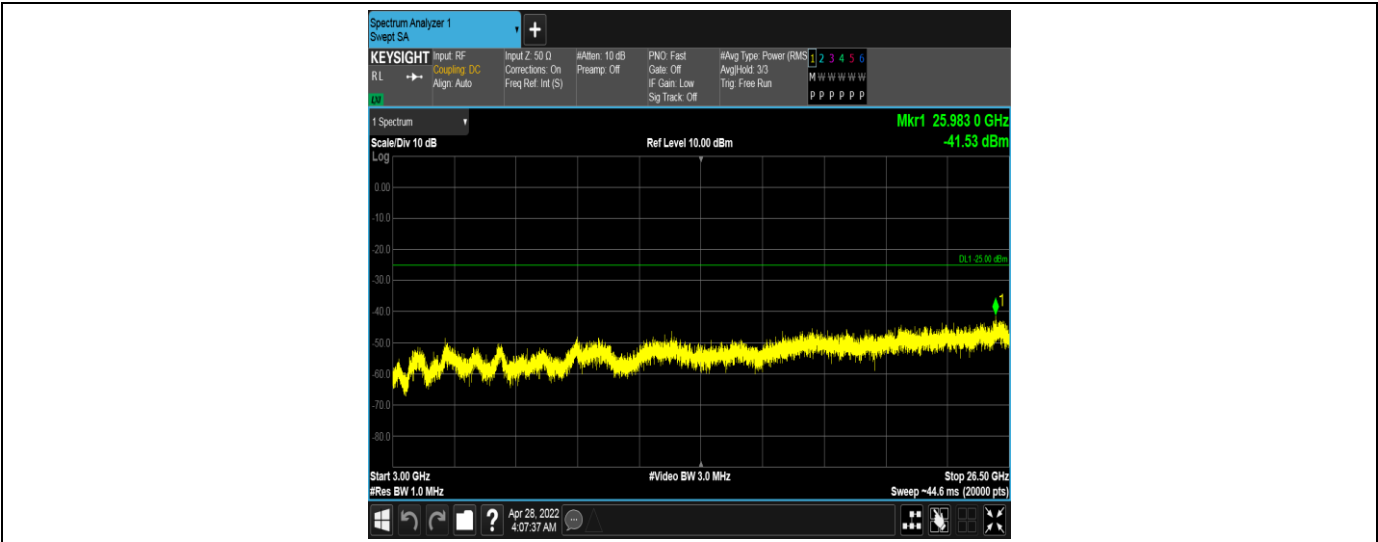 Spectrum Analyzer 1
Swept SA
+
KEYSIGHT Input: RF Input Z: 50 Ω #Atten: 10 dB PNO: Fast #Avg Type: Power (RMS 1 2 3 4 5 6
RL Coupling: DC Corrections: On Preamp: Off Gate: Off Avg|Hold: 3/3 M W W W W W
Align: Auto Freq Ref: Int (S) IF Gain: Low Trig: Free Run
Sig Track: Off P P P P P P
LXI
1 Spectrum Mkr1 25.983 0 GHz
Scale/Div 10 dB Ref Level 10.00 dBm -41.53 dBm
Log
0.00
-10.0
-20.0
DL1 -25.00 dBm
-30.0
-40.0
1
-50.0
-60.0
-70.0
-80.0
Start 3.00 GHz #Video BW 3.0 MHz Stop 26.50 GHz
#Res BW 1.0 MHz Sweep ~44.6 ms (20000 pts)
? Apr 28, 2022
4:07:37 AM